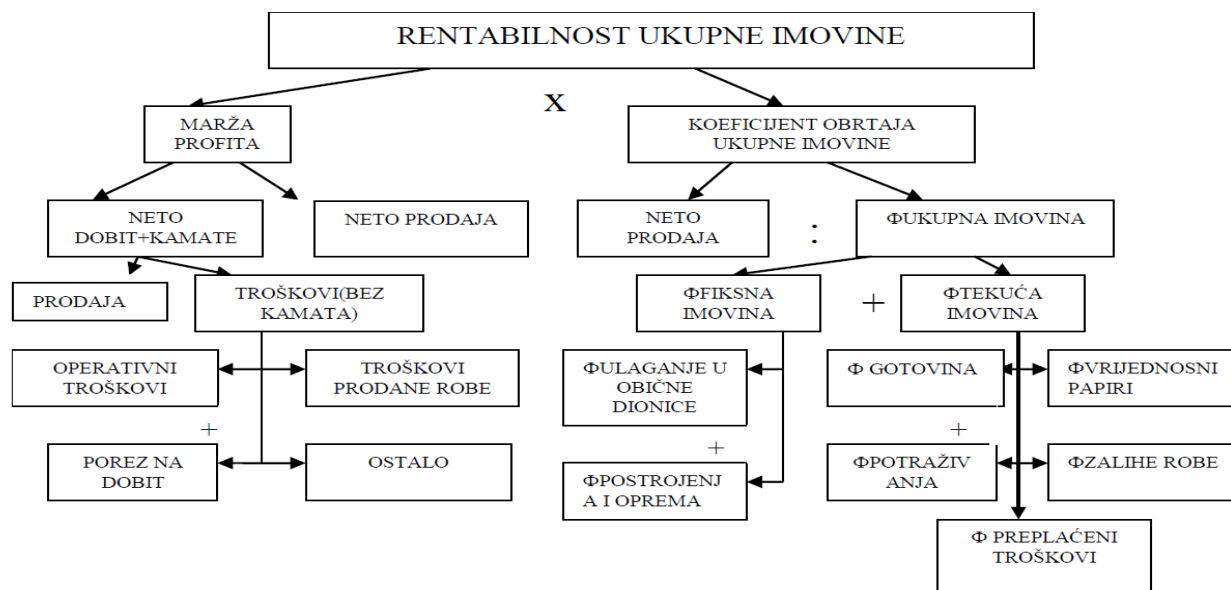 RENTABILNOST UKUPNE IMOVINE
X
MARŽA
PROFITA
KOEFICIJENT OBRTAJA
UKUPNE IMOVINE
NETO
DOBIT+KAMATE
NETO PRODAJA
NETO
PRODAJA
:
ΦUKUPNA IMOVINA
PRODAJA
TROŠKOVI(BEZ
KAMATA)
ΦFIKSNA
IMOVINA
+
ΦTEKUĆA
IMOVINA
OPERATIVNI
TROŠKOVI
TROŠKOVI
PRODANE ROBE
ΦULAGANJE U
OBIČNE
DIONICE
Φ GOTOVINA
ΦVRIJEDNOSNI
PAPIRI
+
+
+
POREZ NA
DOBIT
OSTALO
ΦPOSTROJENJ
A I OPREMA
ΦPOTRAŽIV
ANJA
ΦZALIHE ROBE
Φ PREPLAĆENI
TROŠKOVI